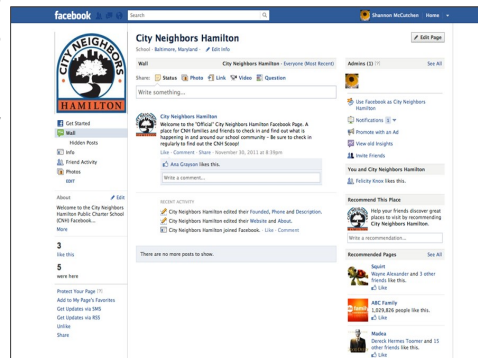 facebook
Search
Shannon McCutchen Home
CITY NEIGHBORS
HAMILTON
City Neighbors Hamilton
School · Baltimore, Maryland · Edit Info
Edit Page
Wall
City Neighbors Hamilton · Everyone (Most Recent)
Share: Status Photo Link Video Question
Write something...
City Neighbors Hamilton
Welcome to the "Official" City Neighbors Hamilton Facebook Page. A
place for CNH families and friends to check in and find out what is
happening in and around our school community - Be sure to check in
regularly to find out the CNH Scoop!
Like · Comment · Share · November 30, 2011 at 8:39pm
Ana Grayson likes this.
Write a comment...
RECENT ACTIVITY
City Neighbors Hamilton edited their Founded, Phone and Description.
City Neighbors Hamilton edited their Website and About.
City Neighbors Hamilton joined Facebook. · Like · Comment
There are no more posts to show.
Get Started
Wall
Hidden Posts
Info
Friend Activity
Photos
EDIT
About
Edit
Welcome to the City Neighbors
Hamilton Public Charter School
(CNH) Facebook...
More
3
like this
5
were here
Protect Your Page [?]
Add to My Page's Favorites
Get Updates via SMS
Get Updates via RSS
Unlike
Share
Admins (1) [?]
See All
Use Facebook as City Neighbors
Hamilton
Notifications 1
Promote with an Ad
View old Insights
Invite Friends
You and City Neighbors Hamilton
Felicity Knox likes this.
Recommend This Place
Help your friends discover great
places to visit by recommending
City Neighbors Hamilton.
Write a recommendation...
Recommended Pages
See All
Squirt
Wayne Alexander and 3 other
friends like this.
Like
ABC Family
1,029,826 people like this.
Like
Madea
Dereck Hermes Toomer and 15
other friends like this.
Like